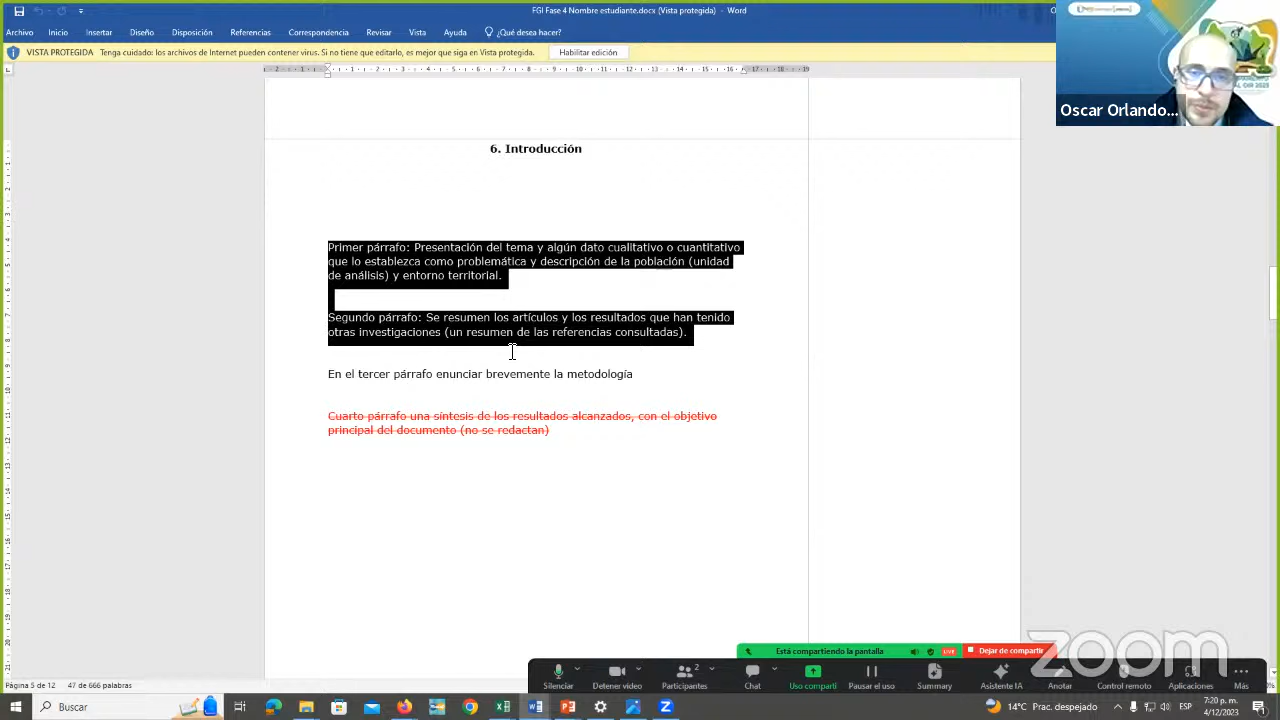 FGI Fase 4 Nombre estudiante.docx (Vista protegida) - Word
Archivo Inicio Insertar Diseño Disposición Referencias Correspondencia Revisar Vista Ayuda ¿Qué desea hacer?
VISTA PROTEGIDA Tenga cuidado: los archivos de Internet pueden contener virus. Si no tiene que editarlo, es mejor que siga en Vista protegida. Habilitar edición
Oscar Orlando...
6. Introducción
Primer párrafo: Presentación del tema y algún dato cualitativo o cuantitativo
que lo establezca como problemática y descripción de la población (unidad
de análisis) y entorno territorial.
Segundo párrafo: Se resumen los artículos y los resultados que han tenido
otras investigaciones (un resumen de las referencias consultadas).
En el tercer párrafo enunciar brevemente la metodología
Cuarto párrafo una síntesis de los resultados alcanzados, con el objetivo
principal del documento (no se redactan)
Está compartiendo la pantalla LIVE Dejar de compartir
zoom
Silenciar Detener video Participantes 2 Chat Uso comparti Pausar el uso Summary Asistente IA Anotar Control remoto Aplicaciones Más
Página 5 de 12 47 de 666 palabras
Buscar 14°C Prac. despejado ESP 7:20 p. m.
4/12/2023